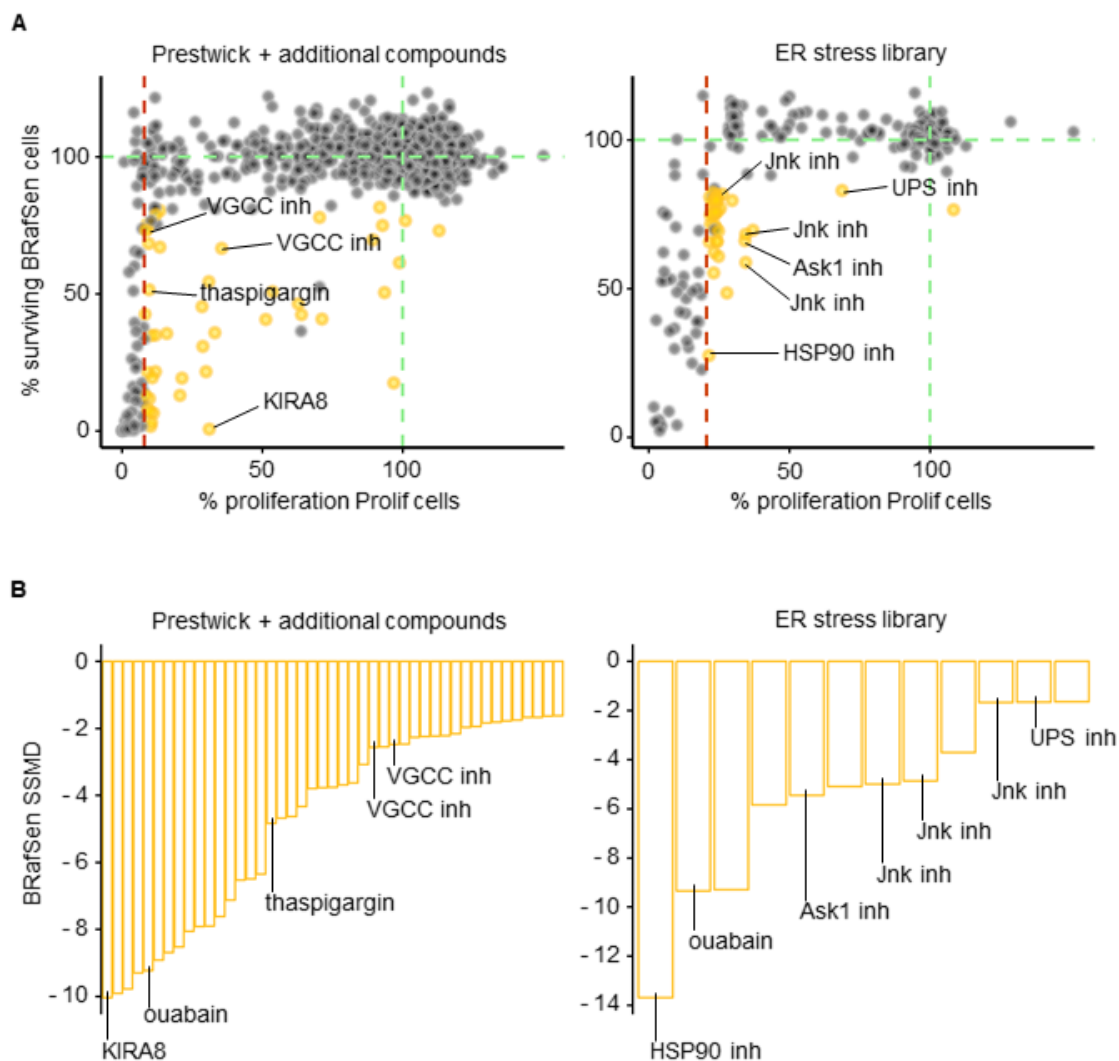 A
Prestwick + additional compounds
ER stress library
% surviving BRafSen cells
100
50
0
VGCC inh
VGCC inh
thaspigargin
KIRA8
0
50
100
% proliferation Prolif cells
100
50
0
Jnk inh
UPS inh
Jnk inh
Ask1 inh
Jnk inh
HSP90 inh
0
50
100
% proliferation Prolif cells
B
Prestwick + additional compounds
ER stress library
BRafSen SSMD
0
- 2
- 4
- 6
- 8
- 10
VGCC inh
VGCC inh
thaspigargin
ouabain
KIRA8
0
- 2
- 4
- 6
- 8
- 10
- 12
- 14
UPS inh
Jnk inh
Jnk inh
Jnk inh
Ask1 inh
ouabain
HSP90 inh